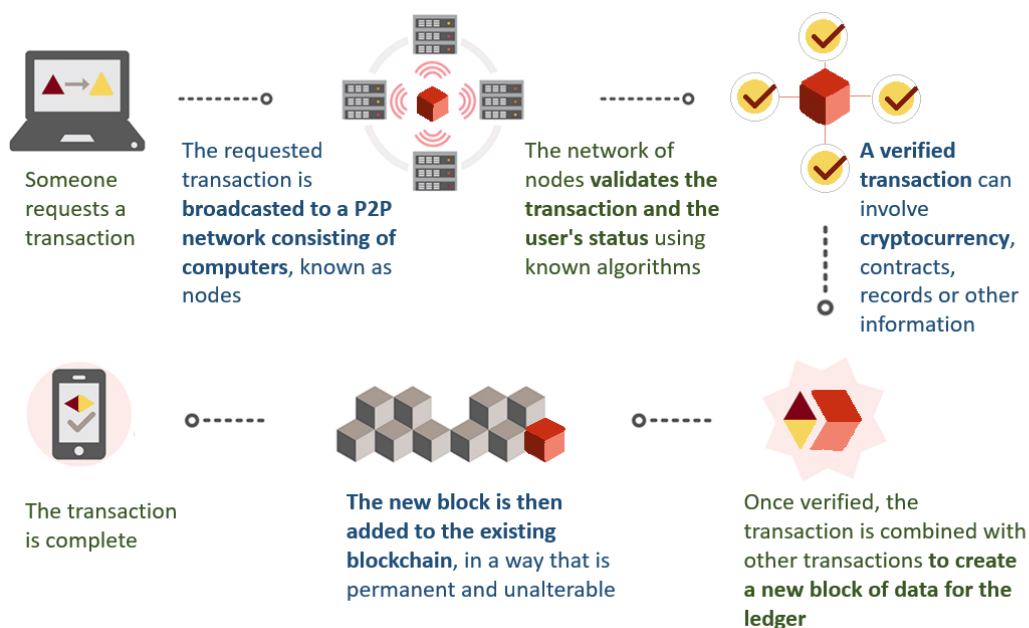 Someone
requests a
transaction
The requested
transaction is
broadcasted to a P2P
network consisting of
computers, known as
nodes
The network of
nodes validates the
transaction and the
user's status using
known algorithms
A verified
transaction can
involve
cryptocurrency,
contracts,
records or other
information
The transaction
is complete
The new block is then
added to the existing
blockchain, in a way that is
permanent and unalterable
Once verified, the
transaction is combined with
other transactions to create
a new block of data for the
ledger